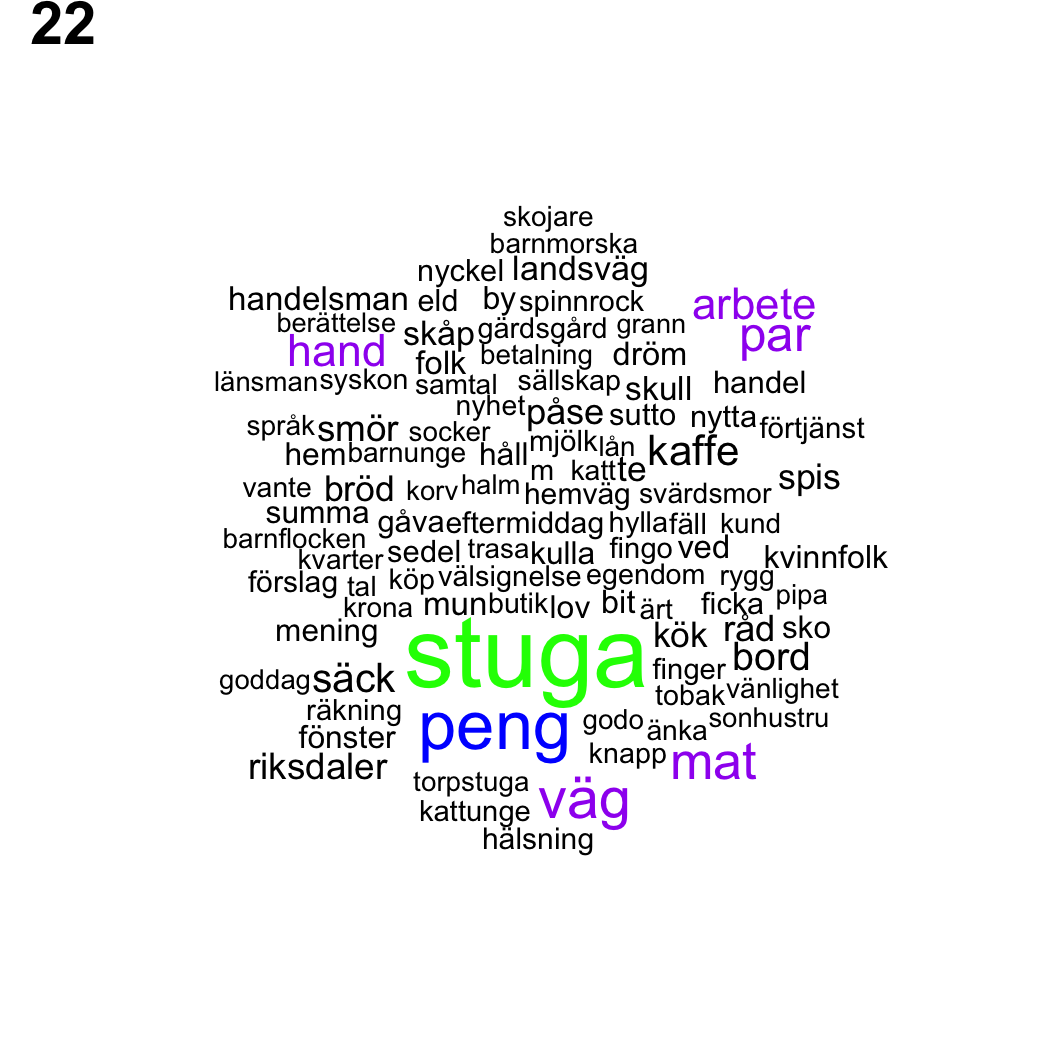 22
skojare
barnmorska
nyckel landsväg
handelsman eld by spinnrock arbete
berättelse skåp gärdsgård grann par
hand folk betalning dröm
länsman syskon samtal sällskap skull handel
nyhet påse sutto nytta förtjänst
språk smör socker mjölk lån kaffe
hem barnunge håll m katt te spis
vante bröd korv halm hemväg svärdsmor
summa gåva eftermiddag hylla fäll kund
barnflocken kvarter sedel trasa kulla fingo ved kvinnfolk
förslag tal köp välsignelse egendom rygg
krona mun butik lov bit ärt ficka pipa
mening stuga kök råd sko
goddag säck finger bord
tobak vänlighet
räkning peng godo änka sonhustru
fönster knapp mat
riksdaler torpstuga väg
kattunge
hälsning